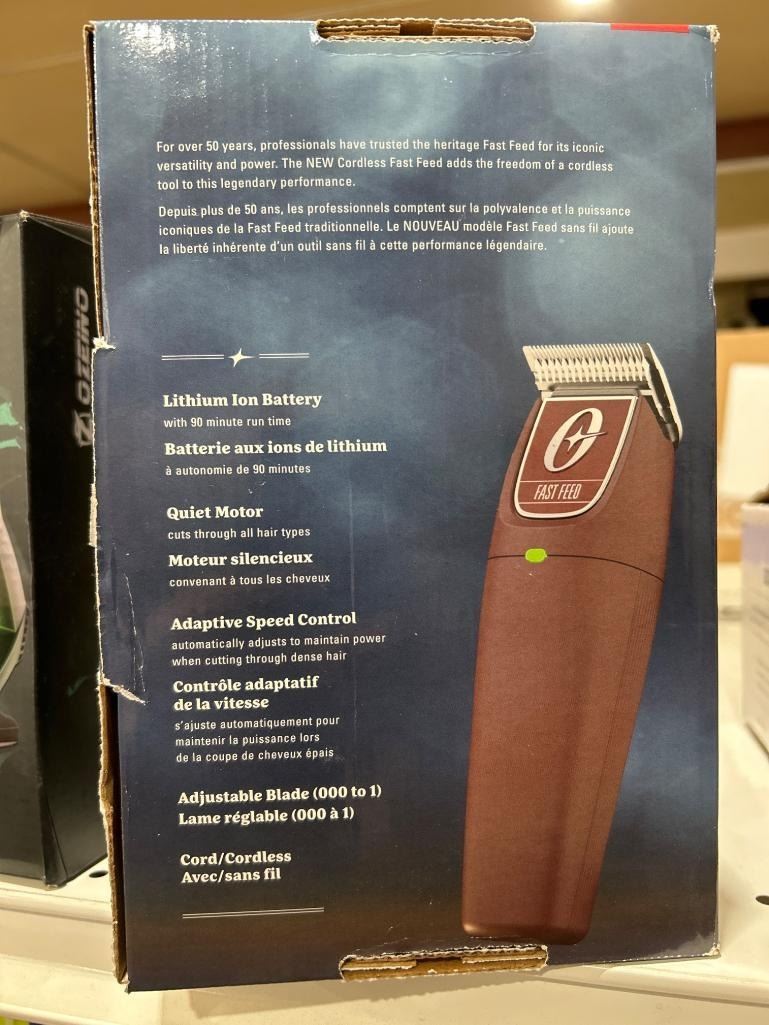 For over 50 years, professionals have trusted the heritage Fast Feed for its iconic
versatility and power. The NEW Cordless Fast Feed adds the freedom of a cordless
tool to this legendary performance.
Depuis plus de 50 ans, les professionnels comptent sur la polyvalence et la puissance
iconiques de la Fast Feed traditionnelle. Le NOUVEAU modèle Fast Feed sans fil ajoute
la liberté inhérente d'un outil sans fil à cette performance légendaire.
Lithium Ion Battery
with 90 minute run time
Batterie aux ions de lithium
à autonomie de 90 minutes
Quiet Motor
cuts through all hair types
Moteur silencieux
convenant à tous les cheveux
Adaptive Speed Control
automatically adjusts to maintain power
when cutting through dense hair
Contrôle adaptatif
de la vitesse
s'ajuste automatiquement pour
maintenir la puissance lors
de la coupe de cheveux épais
Adjustable Blade (000 to 1)
Lame réglable (000 à 1)
Cord/Cordless
Avec/sans fil
FAST FEED